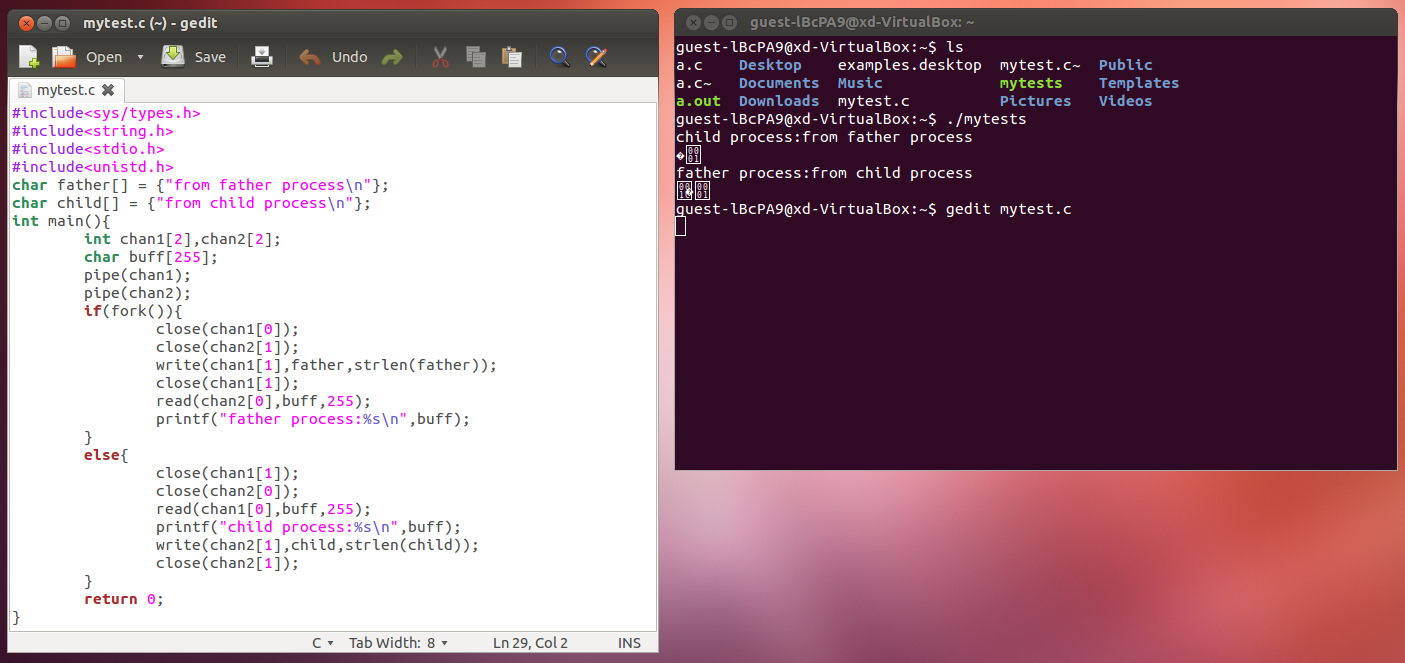 mytest.c (~) - gedit
Open Save Undo
mytest.c
#include<sys/types.h>
#include<string.h>
#include<stdio.h>
#include<unistd.h>
char father[] = {"from father process\n"};
char child[] = {"from child process\n"};
int main(){
        int chan1[2],chan2[2];
        char buff[255];
        pipe(chan1);
        pipe(chan2);
        if(fork()){
                close(chan1[0]);
                close(chan2[1]);
                write(chan1[1],father,strlen(father));
                close(chan1[1]);
                read(chan2[0],buff,255);
                printf("father process:%s\n",buff);
        }
        else{
                close(chan1[1]);
                close(chan2[0]);
                read(chan1[0],buff,255);
                printf("child process:%s\n",buff);
                write(chan2[1],child,strlen(child));
                close(chan2[1]);
        }
        return 0;
}
C Tab Width: 8 Ln 29, Col 2 INS
guest-lBcPA9@xd-VirtualBox: ~
guest-lBcPA9@xd-VirtualBox:~$ ls
a.c    Desktop    examples.desktop  mytest.c~  Public
a.c~   Documents  Music             mytests    Templates
a.out  Downloads  mytest.c          Pictures   Videos
guest-lBcPA9@xd-VirtualBox:~$ ./mytests
child process:from father process
father process:from child process
guest-lBcPA9@xd-VirtualBox:~$ gedit mytest.c